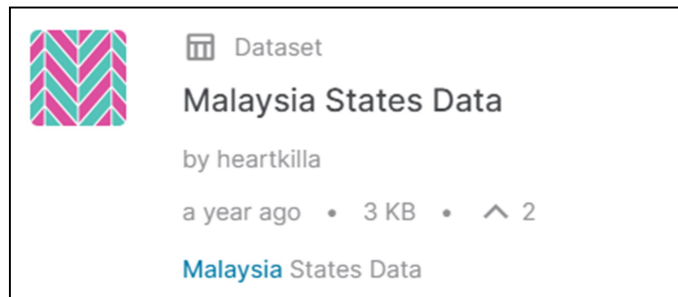 Dataset
Malaysia States Data
by heartkilla
a year ago • 3 KB • 2
Malaysia States Data